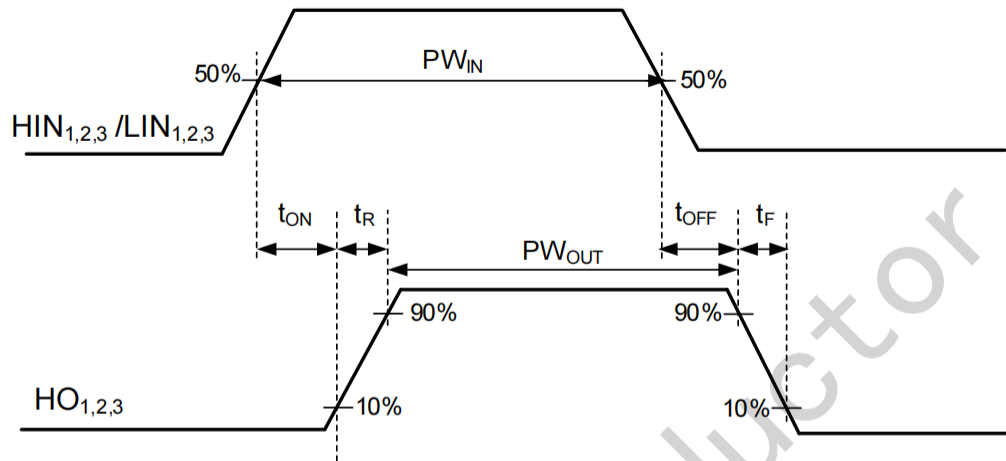 PWIN
50%
50%
HIN1,2,3 /LIN1,2,3
tON
tR
tOFF
tF
PWOUT
90%
90%
HO1,2,3
10%
10%
uctor